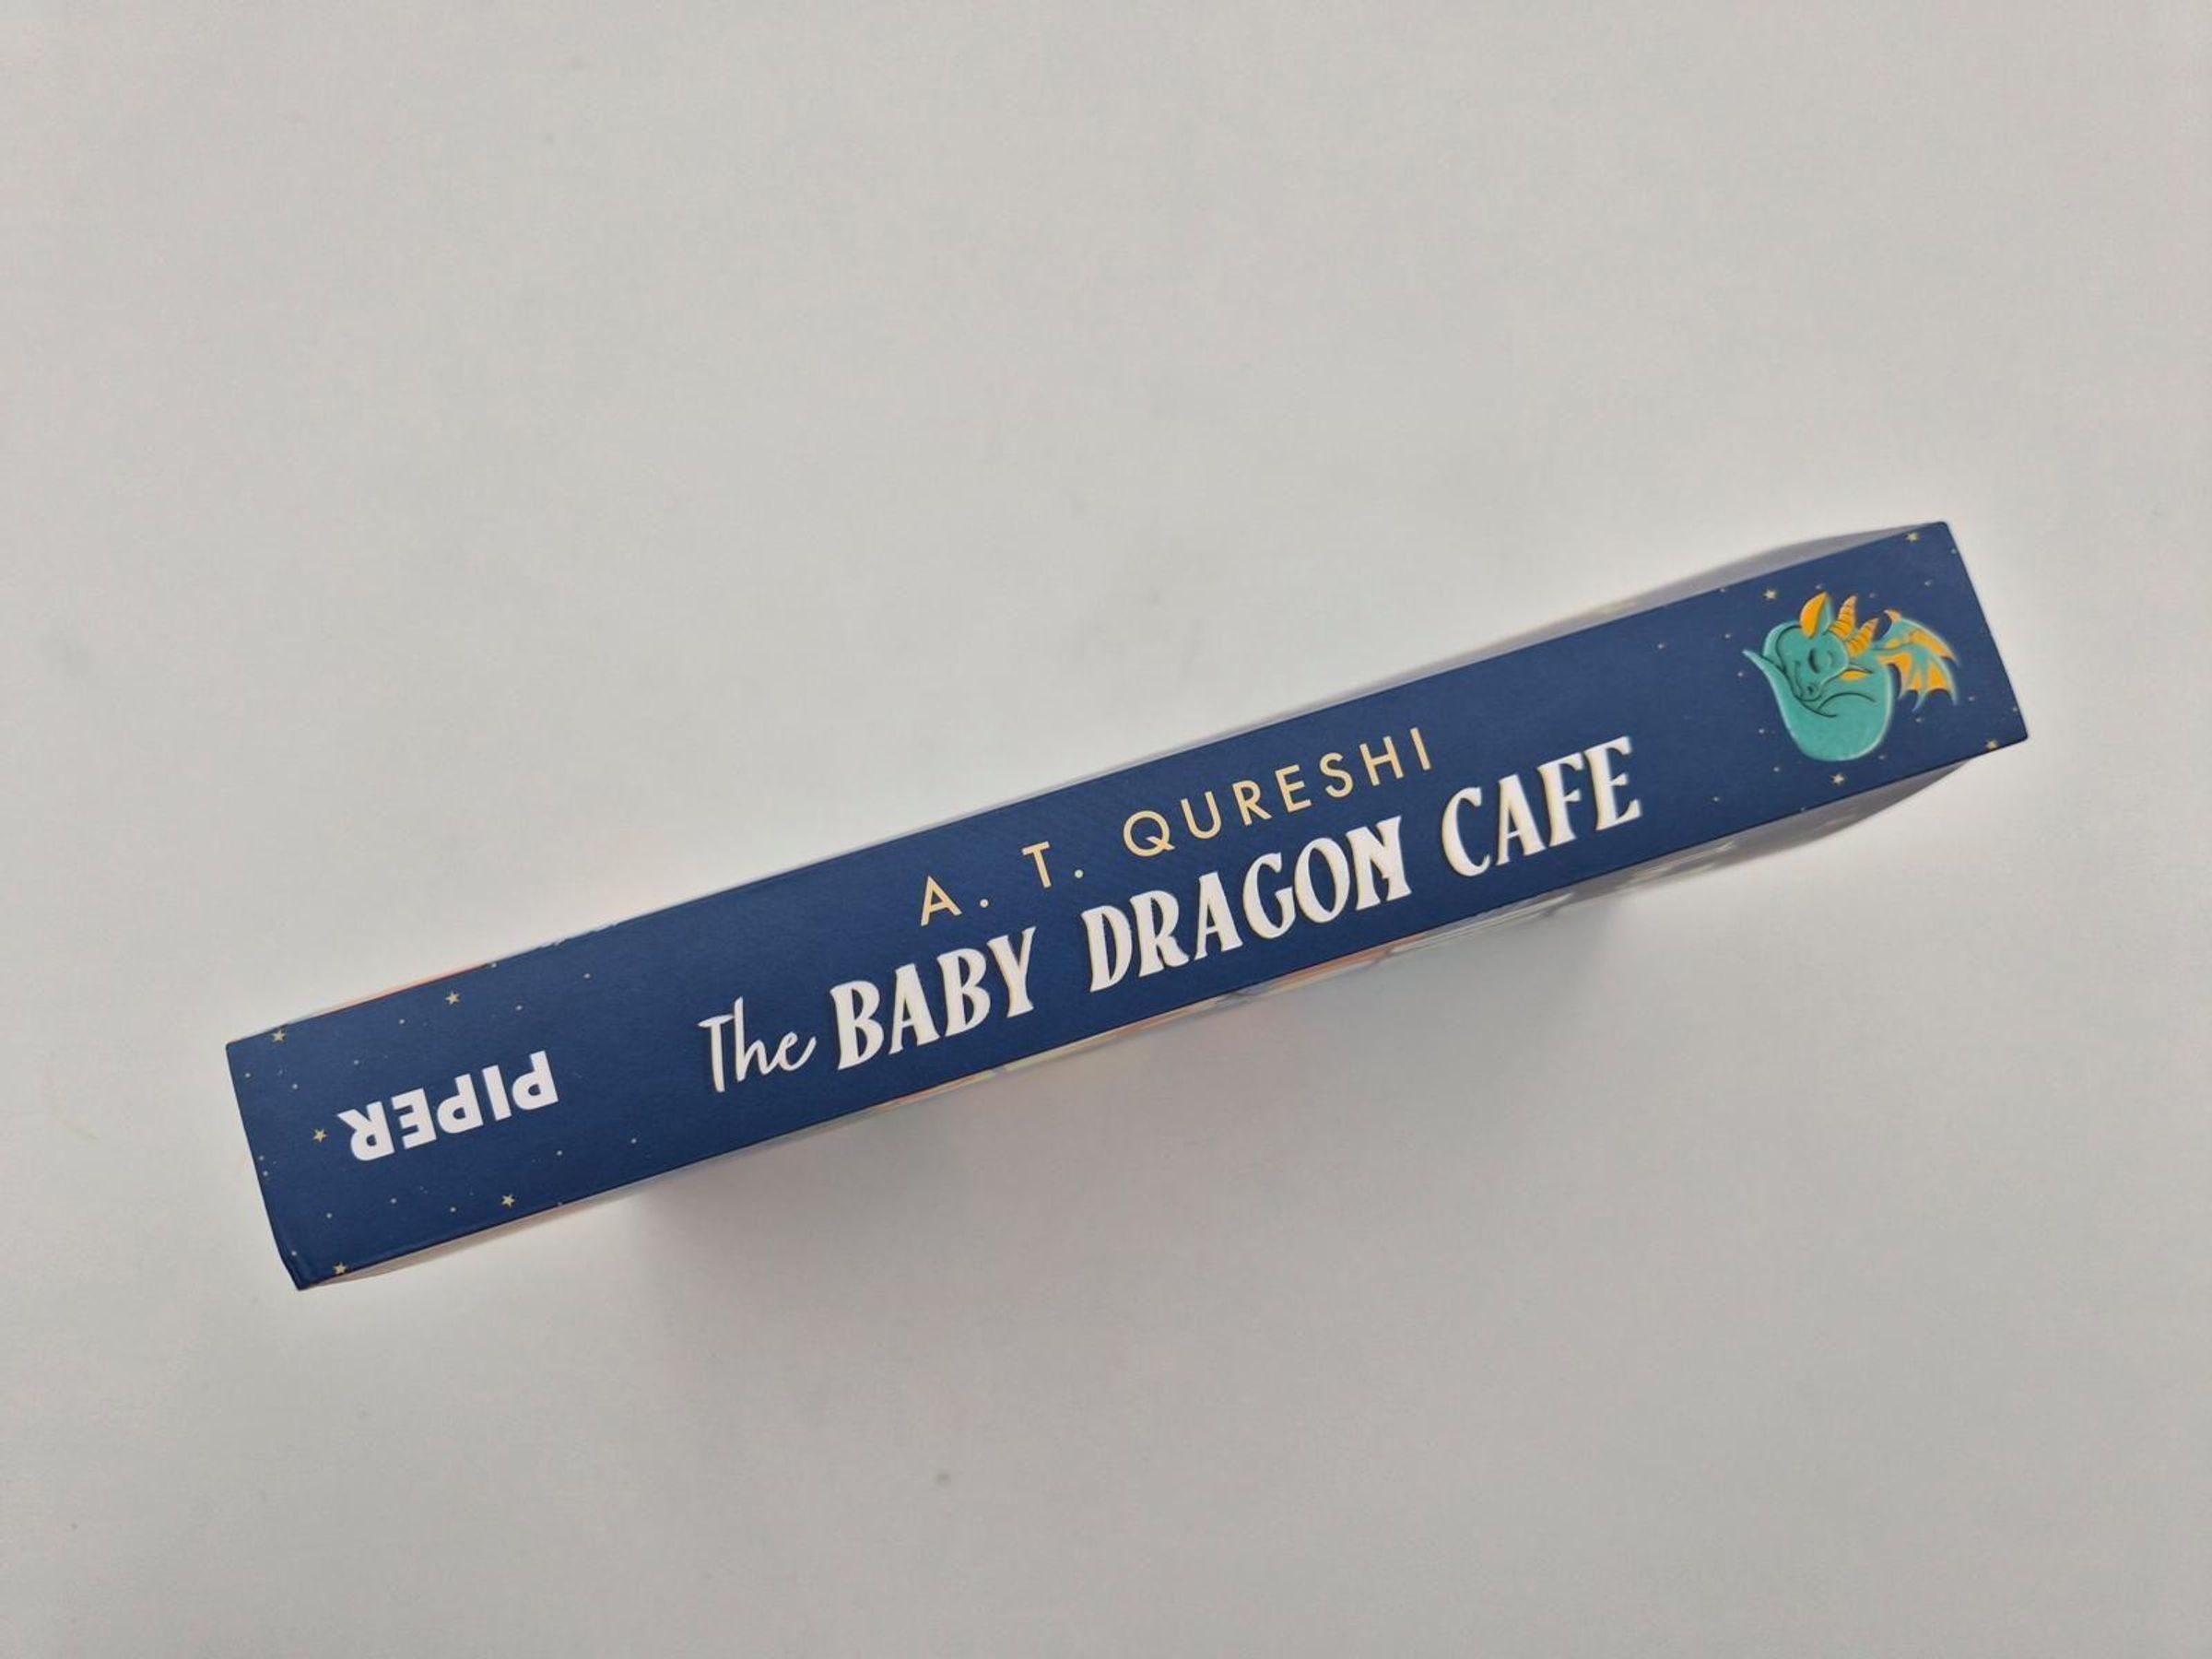 A. T. QURESHI
The BABY DRAGON CAFE
PIPER